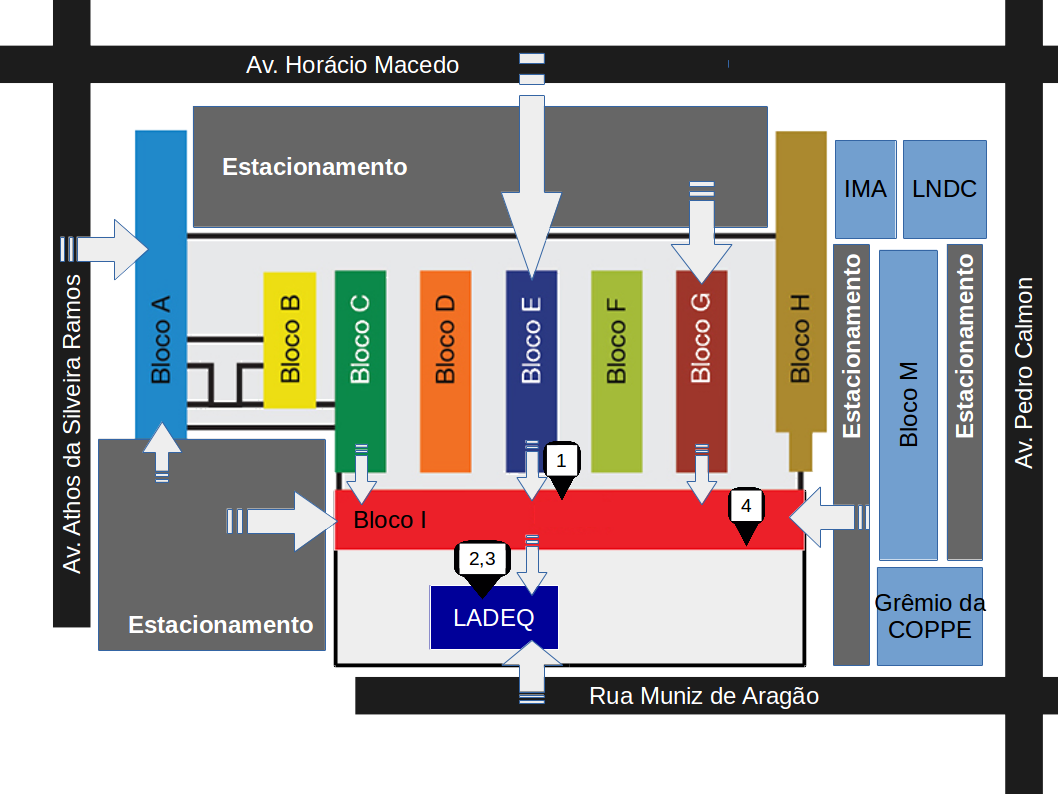 Av. Horácio Macedo
Estacionamento
IMA
LNDC
Av. Athos da Silveira Ramos
Bloco A
Bloco B
Bloco C
Bloco D
Bloco E
Bloco F
Bloco G
Bloco H
Estacionamento
Bloco M
Estacionamento
Av. Pedro Calmon
1
4
Bloco I
2,3
LADEQ
Estacionamento
Grêmio da
COPPE
Rua Muniz de Aragão